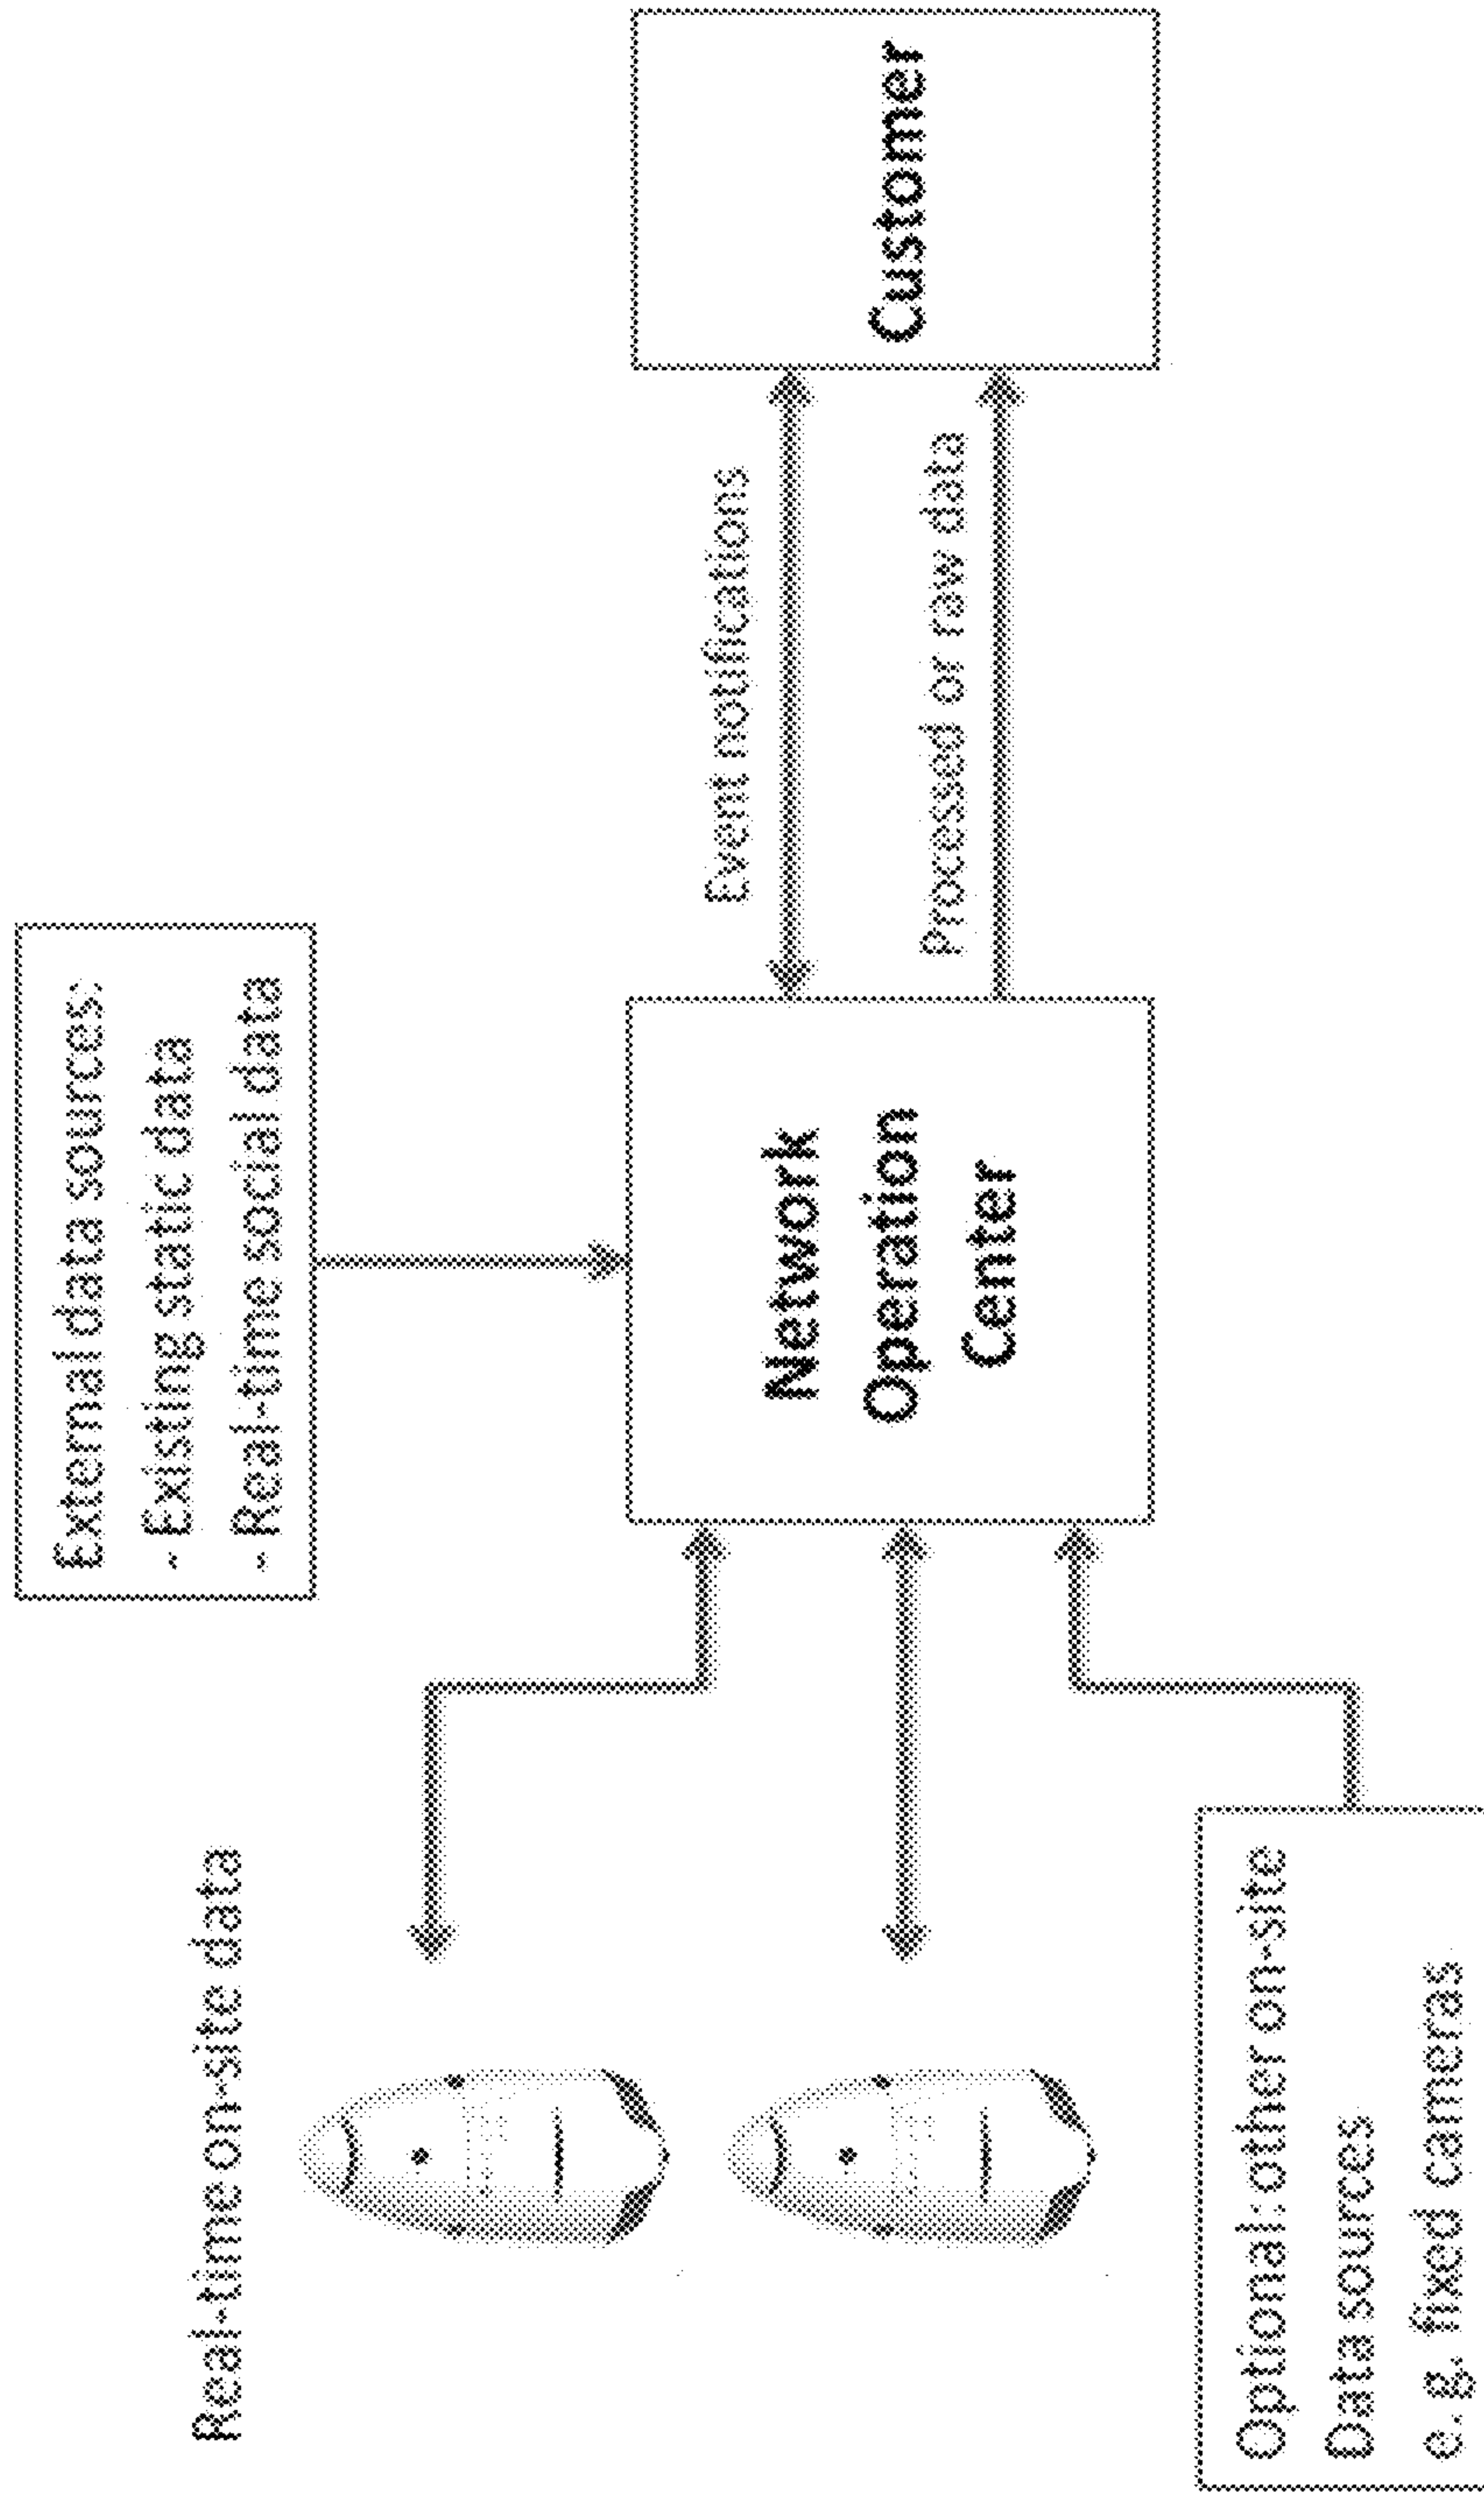 External data sources:
- Existing static data
- Real-time social data
Real-time on-site data
Network
Operation
Center
Event notifications
Processed or raw data
Customer
Optional: other on-site
Data sources
e. g. fixed cameras